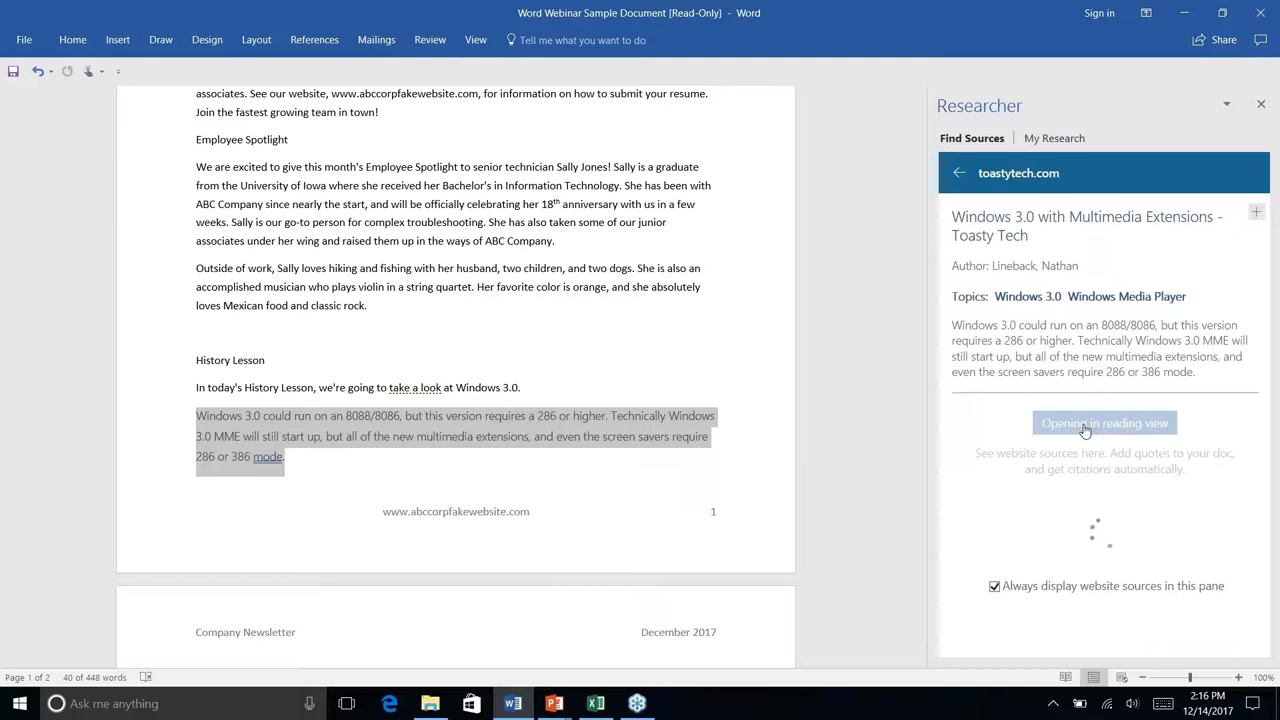 Word Webinar Sample Document [Read-Only] - Word
Sign in
File Home Insert Draw Design Layout References Mailings Review View Tell me what you want to do Share
associates. See our website, www.abccorpfakewebsite.com, for information on how to submit your resume.
Join the fastest growing team in town!
Employee Spotlight
We are excited to give this month's Employee Spotlight to senior technician Sally Jones! Sally is a graduate
from the University of Iowa where she received her Bachelor's in Information Technology. She has been with
ABC Company since nearly the start, and will be officially celebrating her 18th anniversary with us in a few
weeks. Sally is our go-to person for complex troubleshooting. She has also taken some of our junior
associates under her wing and raised them up in the ways of ABC Company.
Outside of work, Sally loves hiking and fishing with her husband, two children, and two dogs. She is also an
accomplished musician who plays violin in a string quartet. Her favorite color is orange, and she absolutely
loves Mexican food and classic rock.
History Lesson
In today's History Lesson, we're going to take a look at Windows 3.0.
Windows 3.0 could run on an 8088/8086, but this version requires a 286 or higher. Technically Windows
3.0 MME will still start up, but all of the new multimedia extensions, and even the screen savers require
286 or 386 mode.
www.abccorpfakewebsite.com 1
Company Newsletter December 2017
Researcher
Find Sources My Research
toastytech.com
Windows 3.0 with Multimedia Extensions -
Toasty Tech
Author: Lineback, Nathan
Topics: Windows 3.0 Windows Media Player
Windows 3.0 could run on an 8088/8086, but this version
requires a 286 or higher. Technically Windows 3.0 MME will
still start up, but all of the new multimedia extensions, and
even the screen savers require 286 or 386 mode.
Opening in reading view
See website sources here. Add quotes to your doc,
and get citations automatically.
Always display website sources in this pane
Page 1 of 2 40 of 448 words 100%
Ask me anything
2:16 PM
12/14/2017